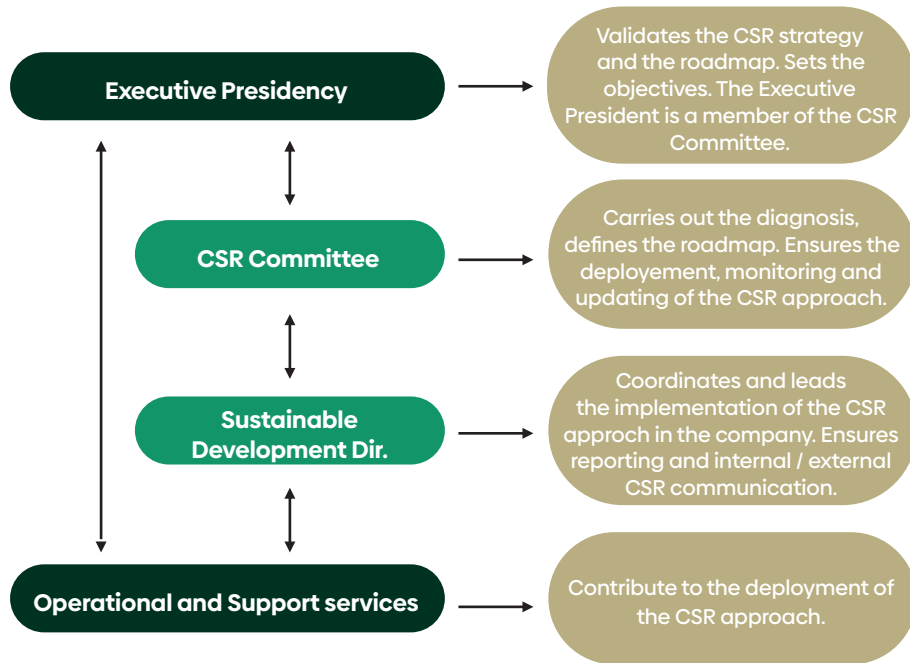 Executive Presidency
Validates the CSR strategy
and the roadmap. Sets the
objectives. The Executive
President is a member of the CSR
Committee.
CSR Committee
Carries out the diagnosis,
defines the roadmap. Ensures the
deployement, monitoring and
updating of the CSR approach.
Sustainable
Development Dir.
Coordinates and leads
the implementation of the CSR
approch in the company. Ensures
reporting and internal / external
CSR communication.
Operational and Support services
Contribute to the deployment of
the CSR approach.